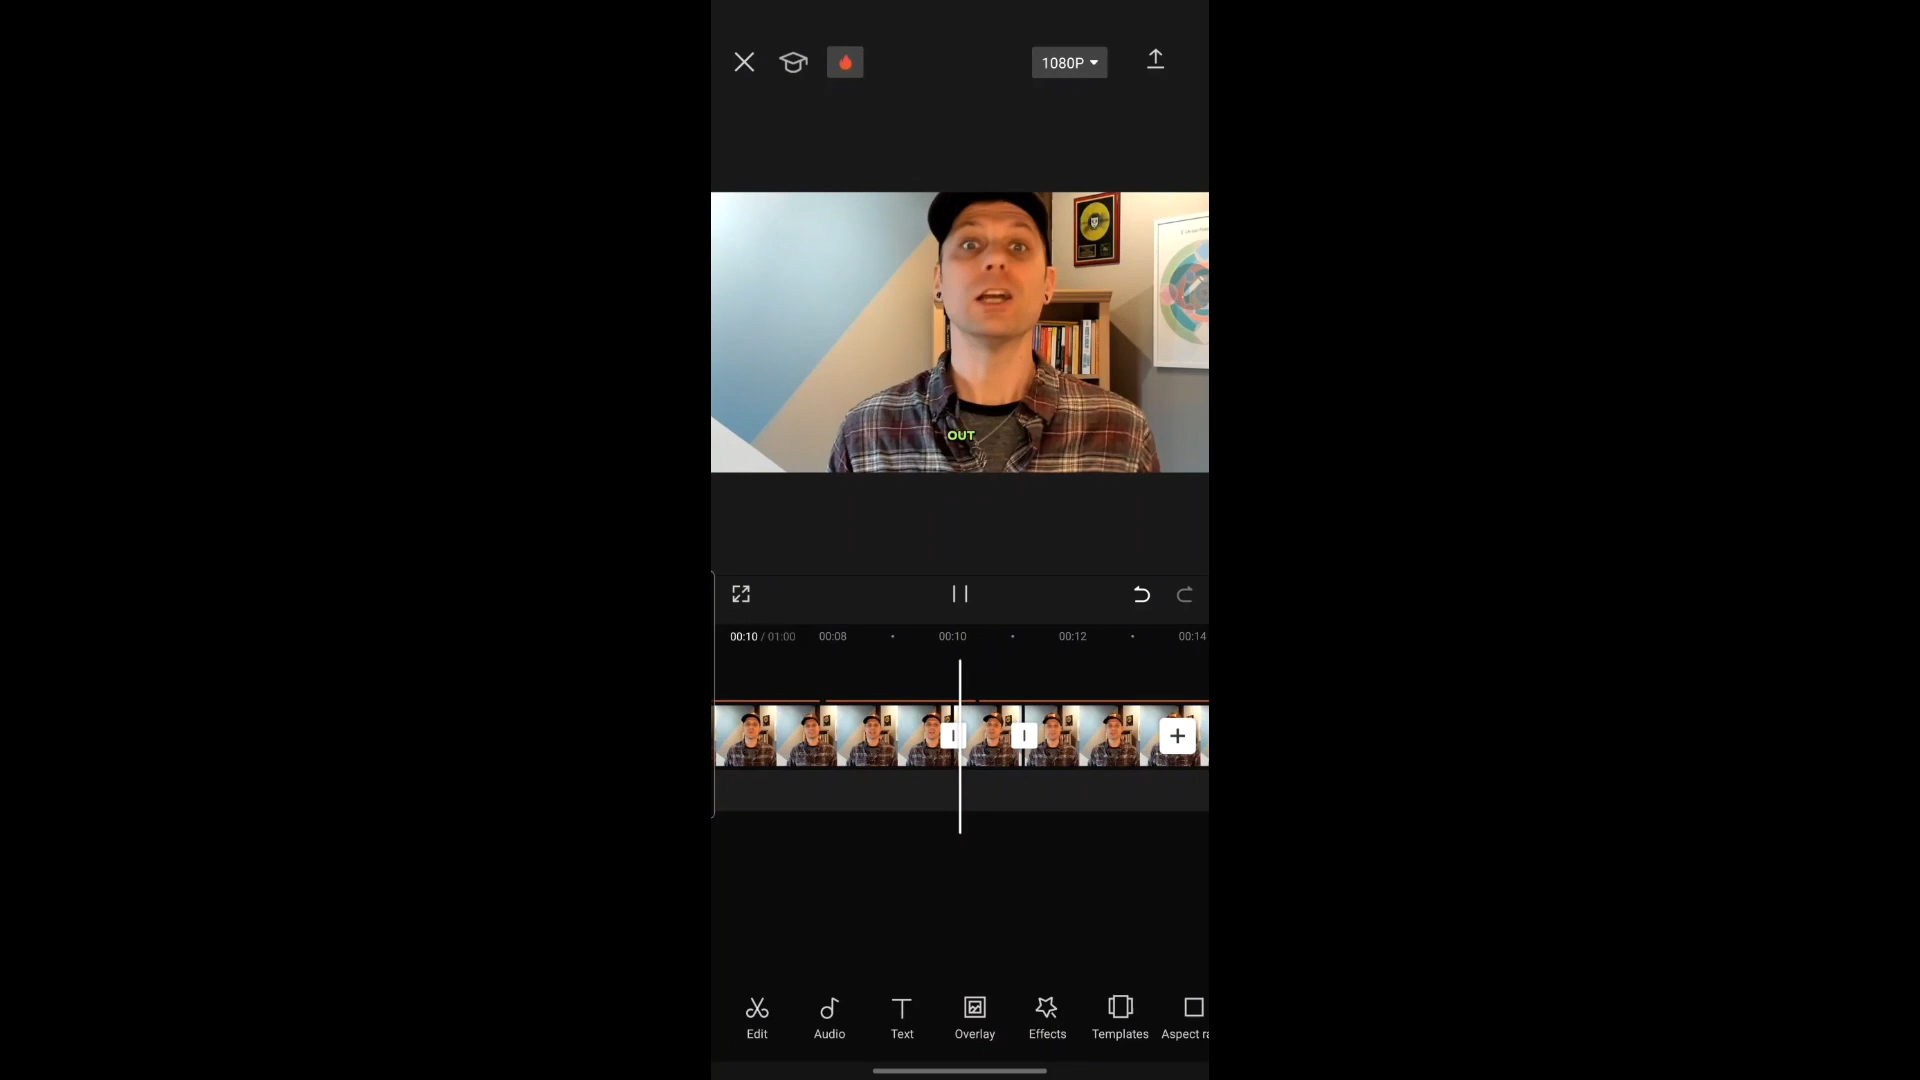 1080P
OUT
00:10 / 01:00 00:08 00:10 00:12 00:14
Edit Audio Text Overlay Effects Templates Aspect ra